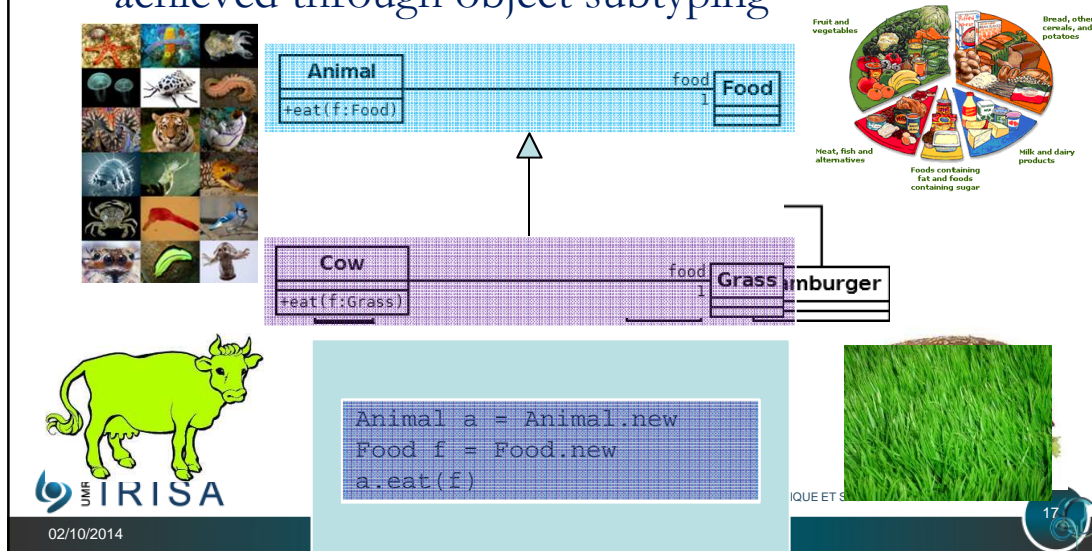 achieved through object subtyping
Fruit and
vegetables
Bread, other
cereals, and
potatoes
Meat, fish and
alternatives
Milk and dairy
products
Foods containing
fat and foods
containing sugar
Animal
+eat(f:Food)
food
1
Food
Cow
+eat(f:Grass)
food
1
Grass
mburger
Animal a = Animal.new
Food f = Food.new
a.eat(f)
UMR IRISA
IQUE ET S
02/10/2014
17